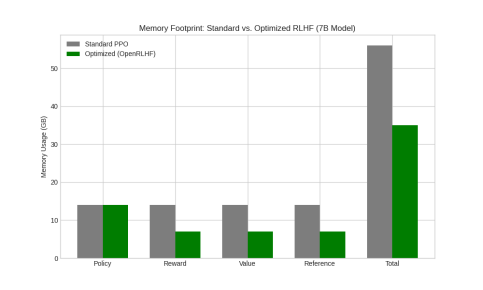 Memory Footprint: Standard vs. Optimized RLHF (7B Model)
Standard PPO
Optimized (OpenRLHF)
Memory Usage (GB)
50
40
30
20
10
0
Policy Reward Value Reference Total